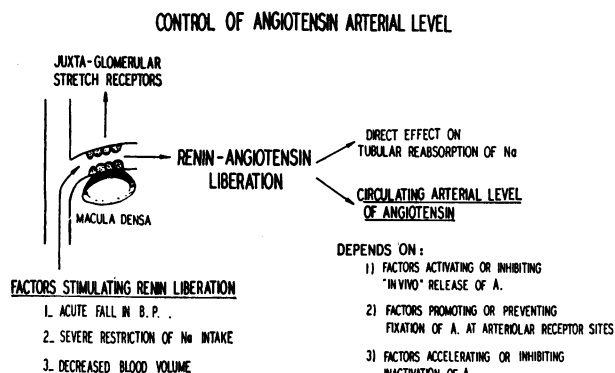 CONTROL OF ANGIOTENSIN ARTERIAL LEVEL
JUXTA-GLOMERULAR
STRETCH RECEPTORS
MACULA DENSA
RENIN-ANGIOTENSIN
LIBERATION
DIRECT EFFECT ON
TUBULAR REABSORPTION OF Na
CIRCULATING ARTERIAL LEVEL
OF ANGIOTENSIN
FACTORS STIMULATING RENIN LIBERATION
1_ ACUTE FALL IN B.P. .
2_ SEVERE RESTRICTION OF Na INTAKE
3_ DECREASED BLOOD VOLUME
DEPENDS ON :
1) FACTORS ACTIVATING OR INHIBITING
"IN VIVO" RELEASE OF A.
2) FACTORS PROMOTING OR PREVENTING
FIXATION OF A. AT ARTERIOLAR RECEPTOR SITES
3) FACTORS ACCELERATING OR INHIBITING
INACTIVATION OF A